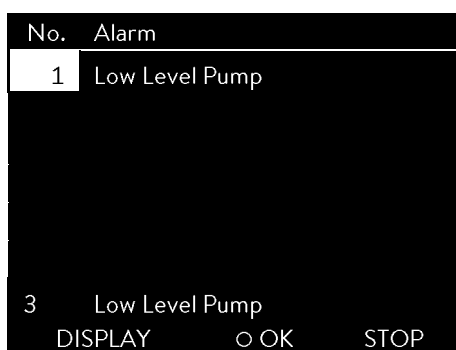 No. Alarm
1 Low Level Pump
3 Low Level Pump
DISPLAY O OK STOP